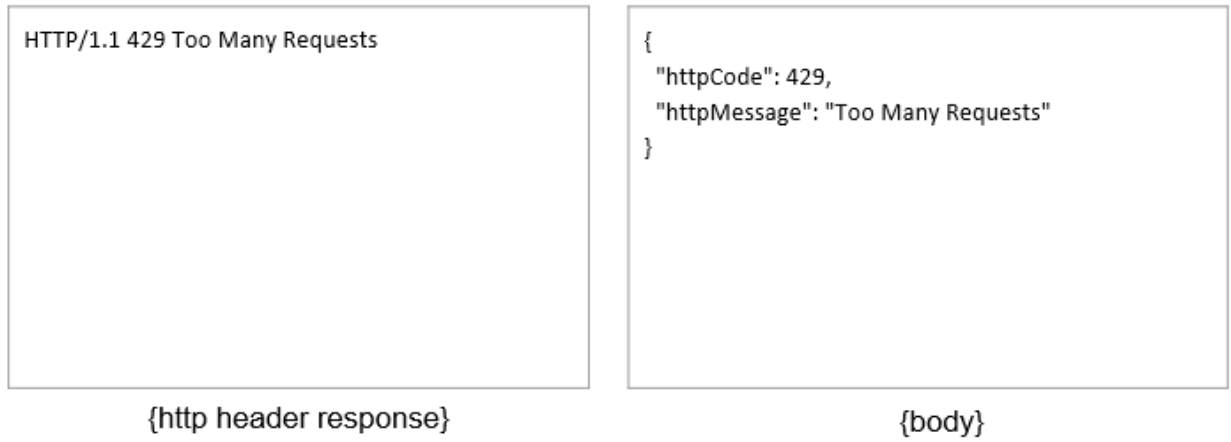 HTTP/1.1 429 Too Many Requests
{
"httpCode": 429,
"httpMessage": "Too Many Requests"
}
{http header response}
{body}